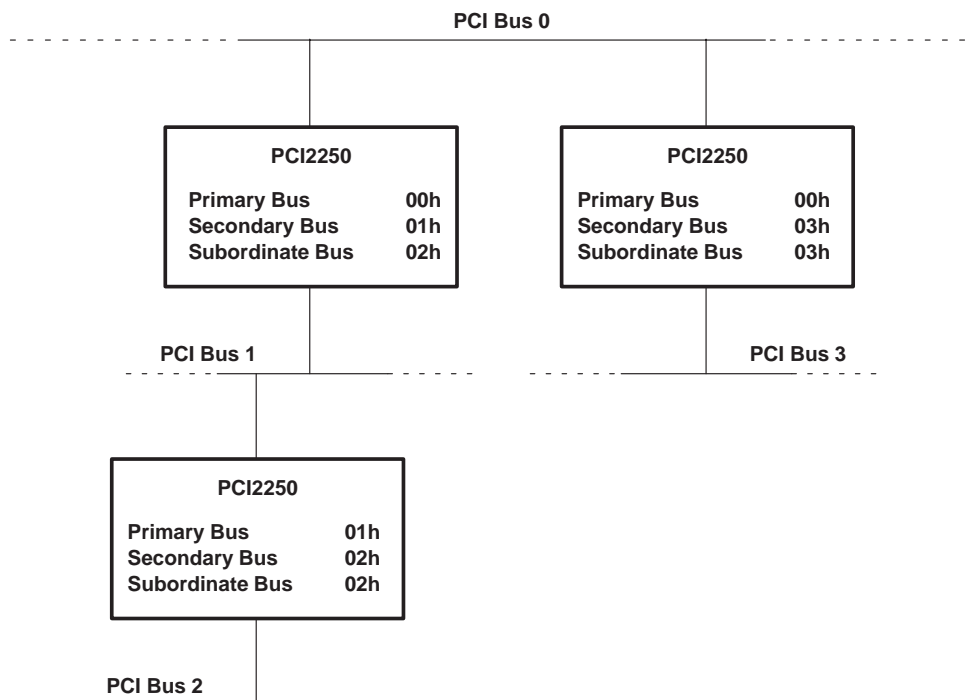 PCI Bus 0
PCI2250
Primary Bus 00h
Secondary Bus 01h
Subordinate Bus 02h
PCI2250
Primary Bus 00h
Secondary Bus 03h
Subordinate Bus 03h
PCI Bus 1
PCI Bus 3
PCI2250
Primary Bus 01h
Secondary Bus 02h
Subordinate Bus 02h
PCI Bus 2